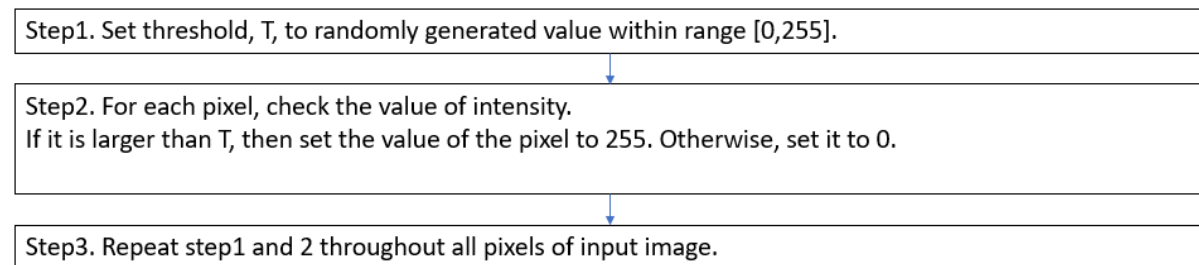 Step1. Set threshold, T, to randomly generated value within range [0,255].
Step2. For each pixel, check the value of intensity.
If it is larger than T, then set the value of the pixel to 255. Otherwise, set it to 0.
Step3. Repeat step1 and 2 throughout all pixels of input image.